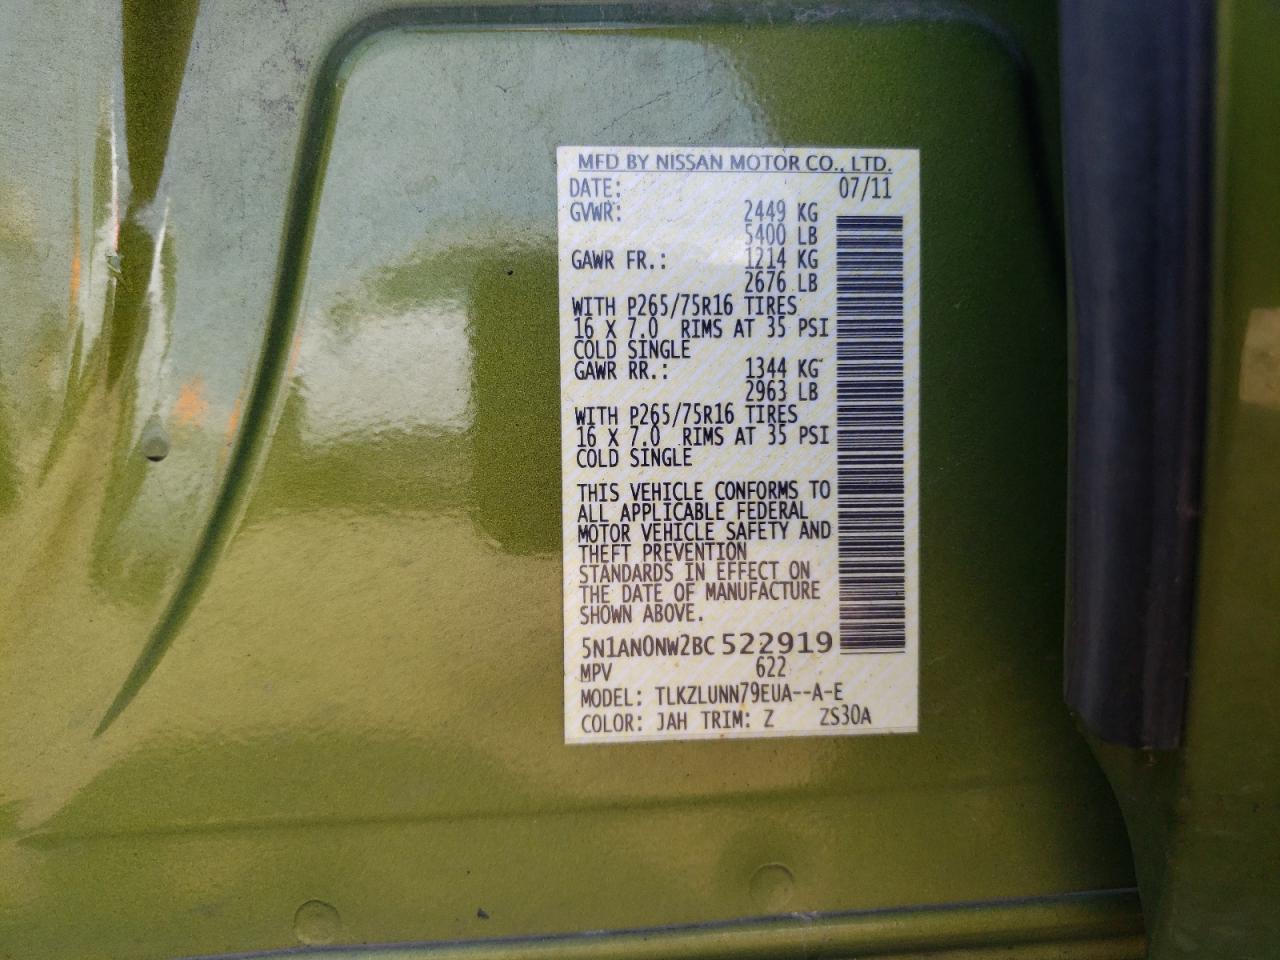 MFD BY NISSAN MOTOR CO., LTD.
DATE: 07/11
GVWR: 2449 KG
5400 LB
GAWR FR.: 1214 KG
2676 LB
WITH P265/75R16 TIRES
16 X 7.0 RIMS AT 35 PSI
COLD SINGLE
GAWR RR.: 1344 KG
2963 LB
WITH P265/75R16 TIRES
16 X 7.0 RIMS AT 35 PSI
COLD SINGLE
THIS VEHICLE CONFORMS TO
ALL APPLICABLE FEDERAL
MOTOR VEHICLE SAFETY AND
THEFT PREVENTION
STANDARDS IN EFFECT ON
THE DATE OF MANUFACTURE
SHOWN ABOVE.
5N1AN0NW2BC522919
MPV 622
MODEL: TLKZLUNN79EUA--A-E
COLOR: JAH TRIM: Z ZS30A